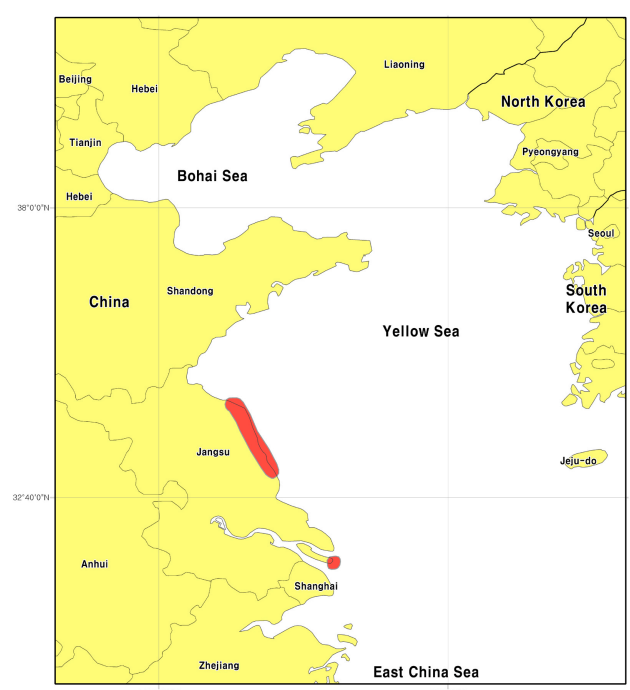 Liaoning
Beijing
Hebei
North Korea
Tianjin
Pyeongyang
Bohai Sea
Hebei
38°0'0"N
Seoul
China
Shandong
South
Korea
Yellow Sea
Jangsu
Jeju-do
32°40'0"N
Anhui
Shanghai
Zhejiang
East China Sea